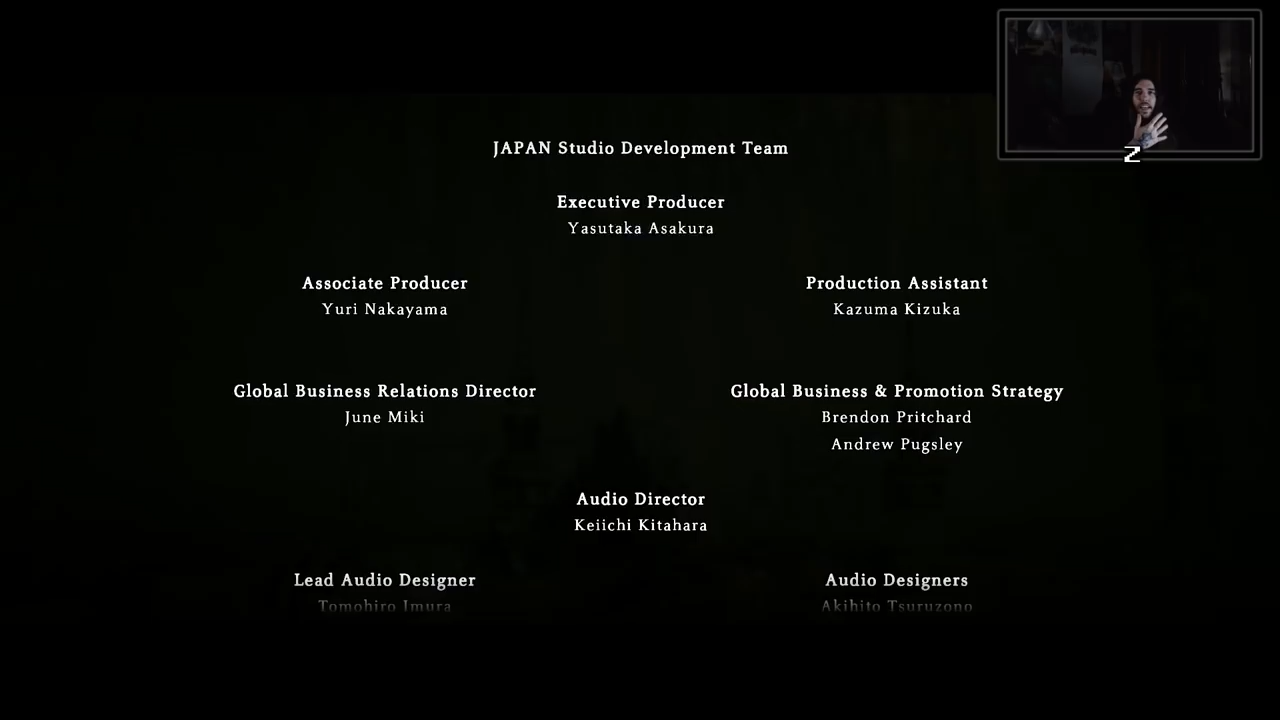 JAPAN Studio Development Team
Executive Producer
Yasutaka Asakura
Associate Producer
Yuri Nakayama
Production Assistant
Kazuma Kizuka
Global Business Relations Director
June Miki
Global Business & Promotion Strategy
Brendon Pritchard
Andrew Pugsley
Audio Director
Keiichi Kitahara
Lead Audio Designer
Tomohiro Imura
Audio Designers
Akihito Tsuruzono
Z